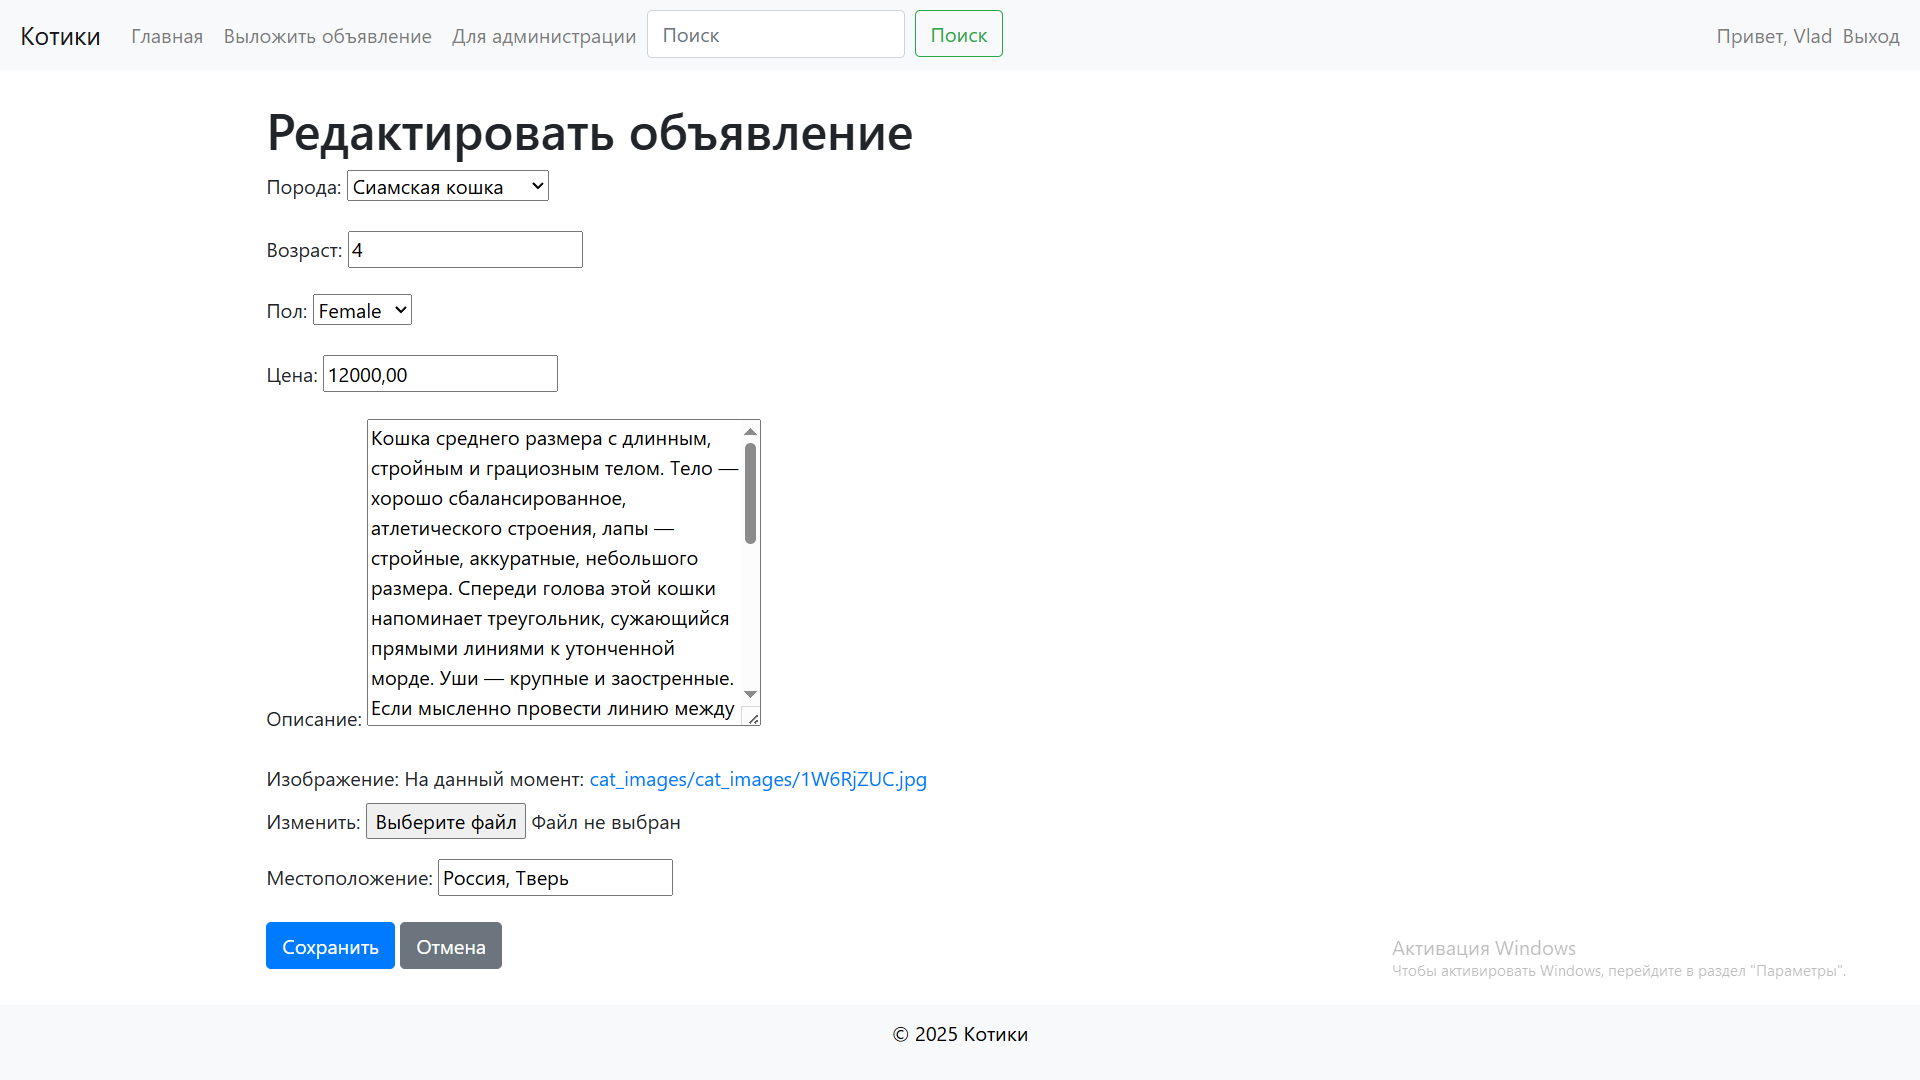 Котики Главная Выложить объявление Для администрации Поиск Поиск Привет, Vlad Выход
Редактировать объявление
Порода: Сиамская кошка
Возраст: 4
Пол: Female
Цена: 12000,00
Кошка среднего размера с длинным,
стройным и грациозным телом. Тело —
хорошо сбалансированное,
атлетического строения, лапы —
стройные, аккуратные, небольшого
размера. Спереди голова этой кошки
напоминает треугольник, сужающийся
прямыми линиями к утонченной
морде. Уши — крупные и заостренные.
Если мысленно провести линию между
Описание:
Изображение: На данный момент: cat_images/cat_images/1W6RjZUC.jpg
Изменить: Выберите файл Файл не выбран
Местоположение: Россия, Тверь
Сохранить Отмена
Активация Windows
Чтобы активировать Windows, перейдите в раздел "Параметры".
© 2025 Котики